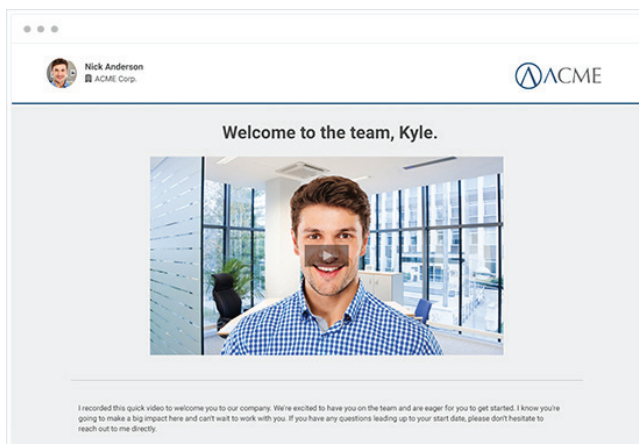 Nick Anderson
ACME Corp.
ACME
Welcome to the team, Kyle.
I recorded this quick video to welcome you to our company. We're excited to have you on the team and are eager for you to get started. I know you're
going to make a big impact here and can't wait to work with you. If you have any questions leading up to your start date, please don't hesitate to
reach out to me directly.